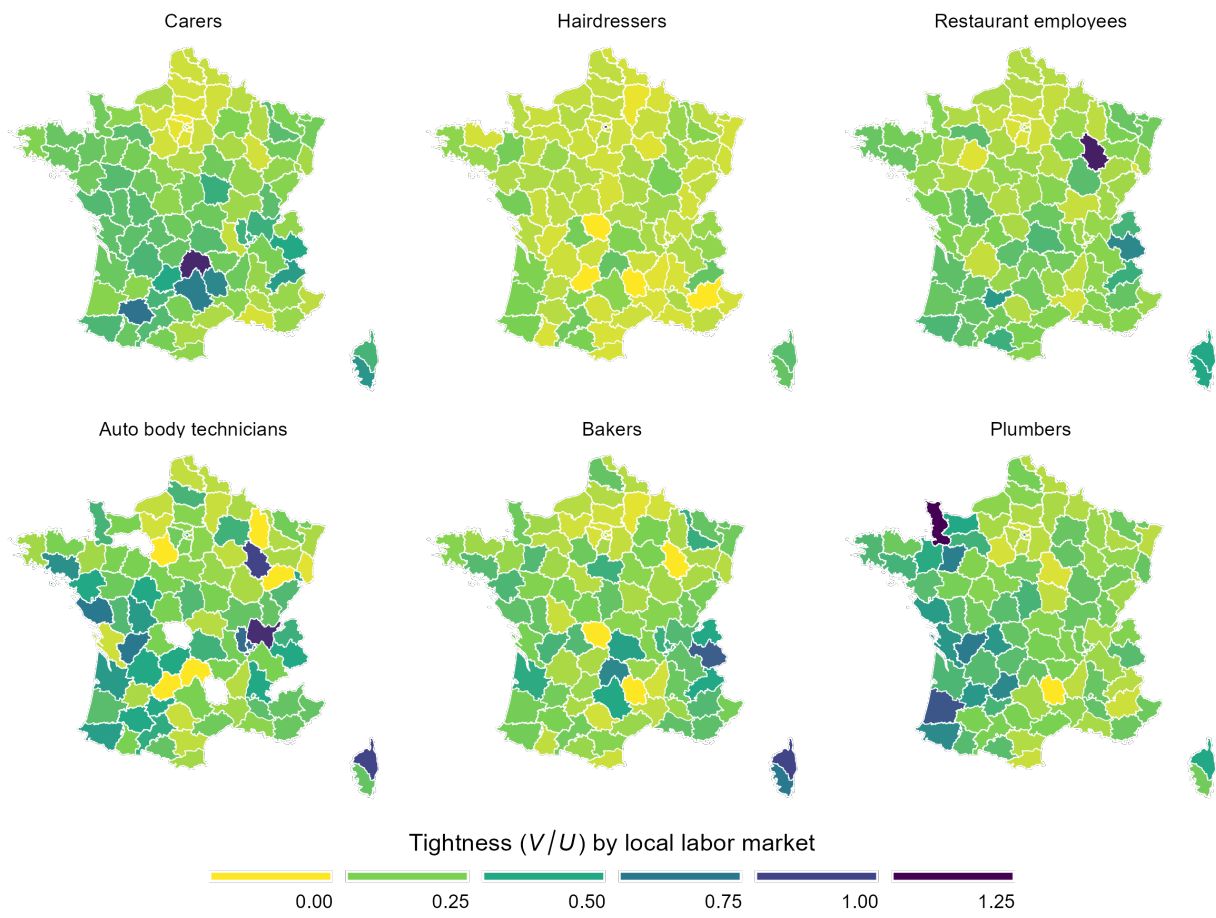 Carers
Hairdressers
Restaurant employees
Auto body technicians
Bakers
Plumbers
Tightness (V/U) by local labor market
0.00
0.25
0.50
0.75
1.00
1.25